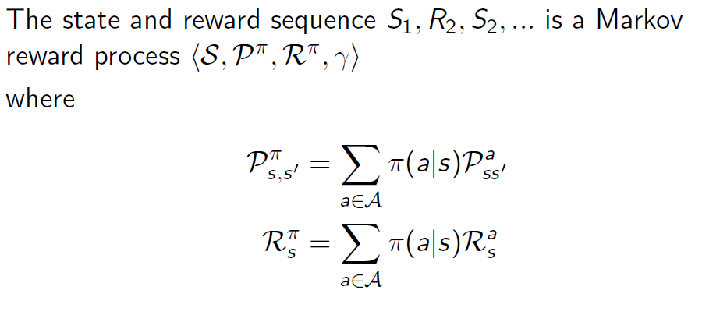 The state and reward sequence S₁, R₂, S₂, ... is a Markov
reward process ⟨𝒮, 𝒫^π, ℛ^π, γ⟩
where
𝒫^π_{s,s′} = ∑_{a∈𝒜} π(a|s)𝒫^a_{ss′}
ℛ^π_s = ∑_{a∈𝒜} π(a|s)ℛ^a_s